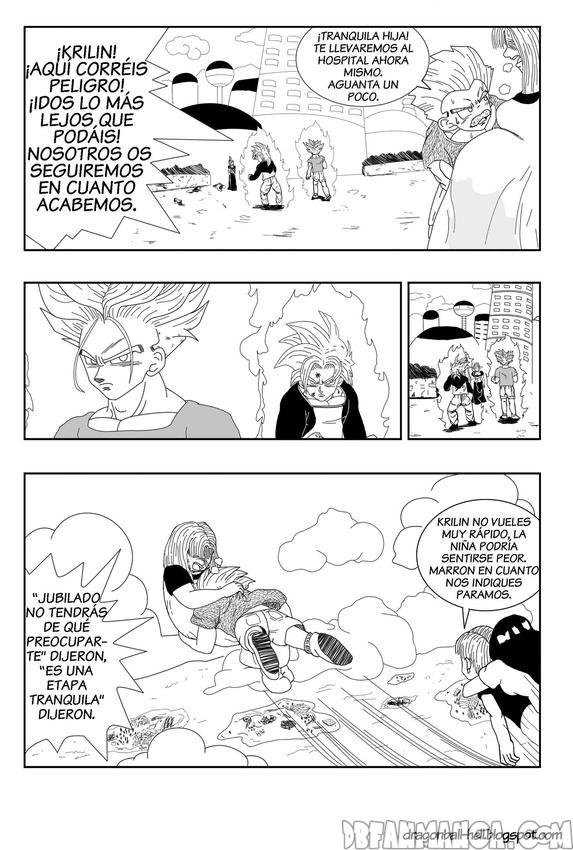 ¡KRILIN!
¡AQUÍ CORRÉIS
PELIGRO!
¡IDOS LO MÁS
LEJOS QUE
PODÁIS!
NOSOTROS OS
SEGUIREMOS
EN CUANTO
ACABEMOS.
¡TRANQUILA HIJA!
TE LLEVAREMOS AL
HOSPITAL AHORA
MISMO.
AGUANTA UN
POCO.
KRILIN NO VUELES
MUY RÁPIDO, LA
NIÑA PODRÍA
SENTIRSE PEOR.
MARRON EN CUANTO
NOS INDIQUES
PARAMOS.
"JUBILADO
NO TENDRÁS
DE QUÉ
PREOCUPAR-
TE" DIJERON,
"ES UNA
ETAPA
TRANQUILA"
DIJERON.
dragonball-hsl.blogspot.com
DBFANMANGA.COM